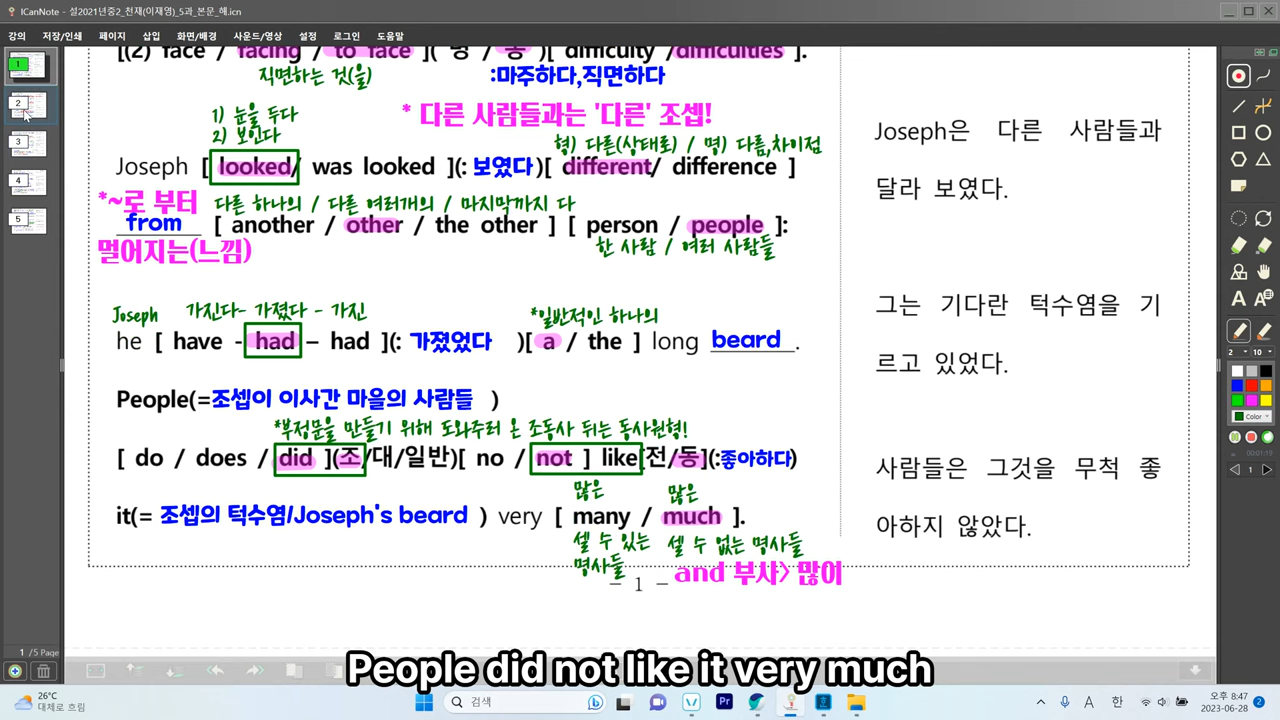 ICanNote - 설2021년중2_천재(이재영)_5과_본문_해.icn
강의 저장/인쇄 페이지 삽입 화면/배경 사운드/영상 설정 로그인 도움말
[(2) face / facing / to face ]( 명 / 동 )[ difficulty /difficulties ].
직면하는 것(을) :마주하다,직면하다
1) 눈을 두다
2) 보인다
* 다른 사람들과는 '다른' 조셉!
형) 다른(상태로) / 명) 다름,차이점
Joseph [ looked/ was looked ](: 보였다)[ different/ difference ]
Joseph은 다른 사람들과
달라 보였다.
*~로 부터 다른 하나의 / 다른 여러개의 / 마지막까지 다
from [ another / other / the other ] [ person / people ]:
멀어지는(느낌) 한 사람 / 여러 사람들
Joseph 가진다- 가졌다 - 가진 *일반적인 하나의
he [ have - had – had ](: 가졌었다 )[ a / the ] long beard .
그는 기다란 턱수염을 기
르고 있었다.
People(=조셉이 이사간 마을의 사람들 )
*부정문을 만들기 위해 도와주러 온 조동사 뒤는 동사원형!
[ do / does / did ](조/대/일반)[ no / not ] like[전/동](:좋아하다)
사람들은 그것을 무척 좋
아하지 않았다.
많은 많은
it(= 조셉의 턱수염/Joseph's beard ) very [ many / much ].
셀 수 있는 명사들 셀 수 없는 명사들
and 부사> 많이
– 1 –
People did not like it very much
1
2
3
4
5
1 / 5 Page
2 10
Color
00:01:19
1
26°C
대체로 흐림
검색
A 한
오후 8:47
2023-06-28
2